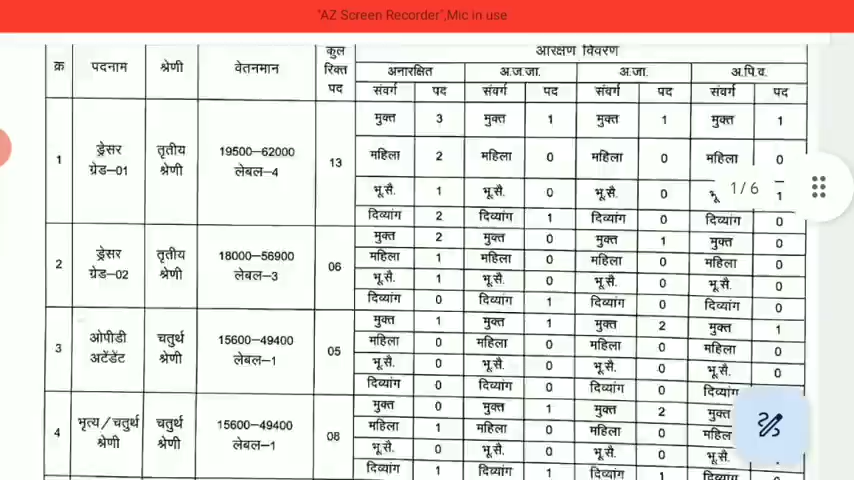 "AZ Screen Recorder",Mic in use
क्र पदनाम श्रेणी वेतनमान कुल रिक्त पद आरक्षण विवरण
अनारक्षित अ.ज.जा. अ.जा. अ.पि.व.
संवर्ग पद संवर्ग पद संवर्ग पद संवर्ग पद
1 ड्रेसर ग्रेड–01 तृतीय श्रेणी 19500–62000 लेबल–4 13
मुक्त 3 मुक्त 1 मुक्त 1 मुक्त 1
महिला 2 महिला 0 महिला 0 महिला 0
भू.सै. 1 भू.सै. 0 भू.सै. 0 1
1/6
दिव्यांग 2 दिव्यांग 1 दिव्यांग 0 दिव्यांग 0
2 ड्रेसर ग्रेड–02 तृतीय श्रेणी 18000–56900 लेबल–3 06
मुक्त 2 मुक्त 0 मुक्त 1 मुक्त 0
महिला 1 महिला 0 महिला 0 महिला 0
भू.सै. 1 भू.सै. 0 भू.सै. 0 भू.सै. 0
दिव्यांग 0 दिव्यांग 1 दिव्यांग 0 दिव्यांग 0
3 ओपीडी अटेंडेंट चतुर्थ श्रेणी 15600–49400 लेबल–1 05
मुक्त 1 मुक्त 1 मुक्त 2 मुक्त 1
महिला 0 महिला 0 महिला 0 महिला 0
भू.सै. 0 भू.सै. 0 भू.सै. 0 भू.सै. 0
दिव्यांग 0 दिव्यांग 0 दिव्यांग 0
4 भृत्य/चतुर्थ श्रेणी चतुर्थ श्रेणी 15600–49400 लेबल–1 08
मुक्त 0 मुक्त 1 मुक्त 2 मुक्त
महिला 1 महिला 0 महिला 0
भू.सै. 0 भू.सै. 0 भू.सै. 0 भू.सै.
दिव्यांग 1 दिव्यांग 1 दिव्यांग 1 दिव्यांग